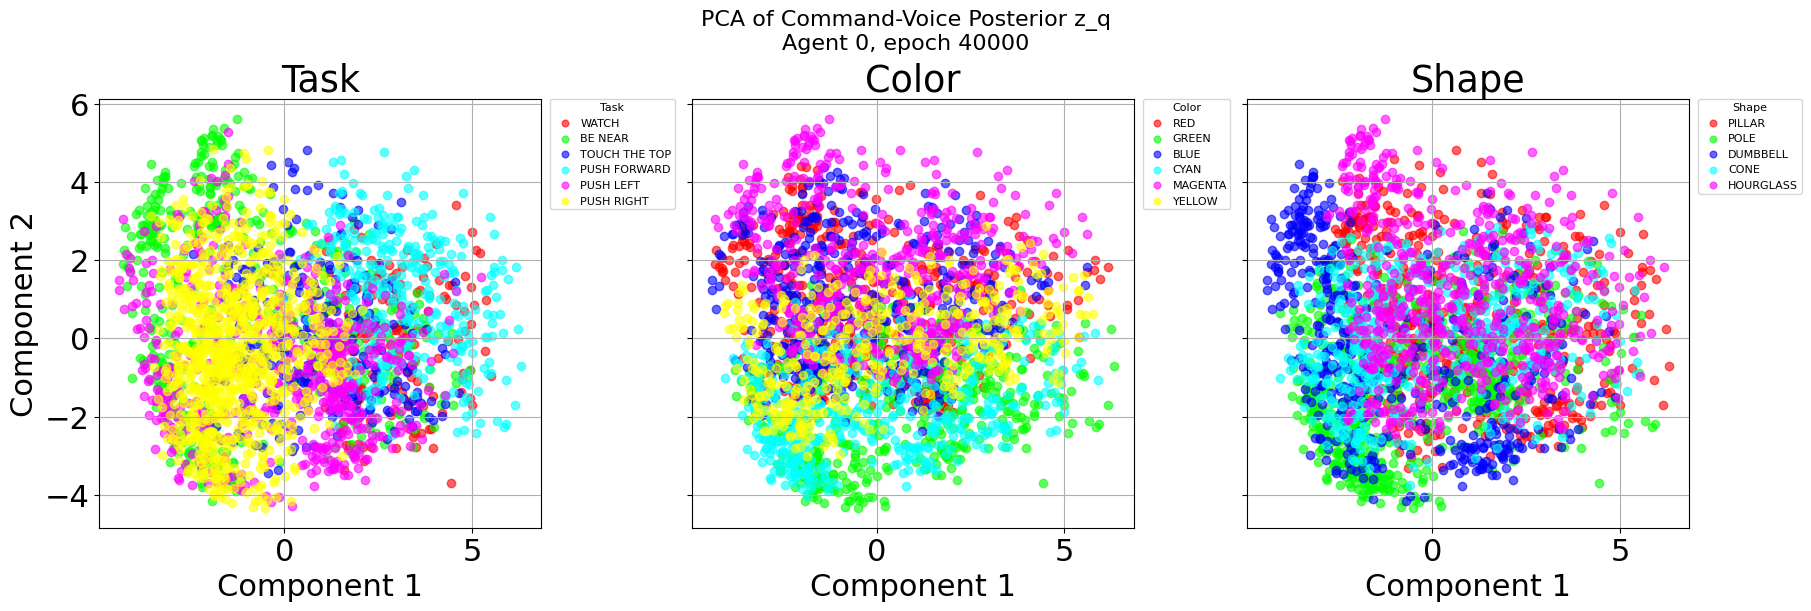 PCA of Command-Voice Posterior z_q
Agent 0, epoch 40000
Task
Color
Shape
Component 2
6
4
2
0
−2
−4
0
5
Component 1
Task
WATCH
BE NEAR
TOUCH THE TOP
PUSH FORWARD
PUSH LEFT
PUSH RIGHT
0
5
Component 1
Color
RED
GREEN
BLUE
CYAN
MAGENTA
YELLOW
0
5
Component 1
Shape
PILLAR
POLE
DUMBBELL
CONE
HOURGLASS